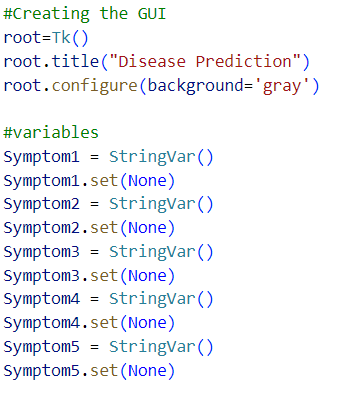 #Creating the GUI
root=Tk()
root.title("Disease Prediction")
root.configure(background='gray')
#variables
Symptom1 = StringVar()
Symptom1.set(None)
Symptom2 = StringVar()
Symptom2.set(None)
Symptom3 = StringVar()
Symptom3.set(None)
Symptom4 = StringVar()
Symptom4.set(None)
Symptom5 = StringVar()
Symptom5.set(None)